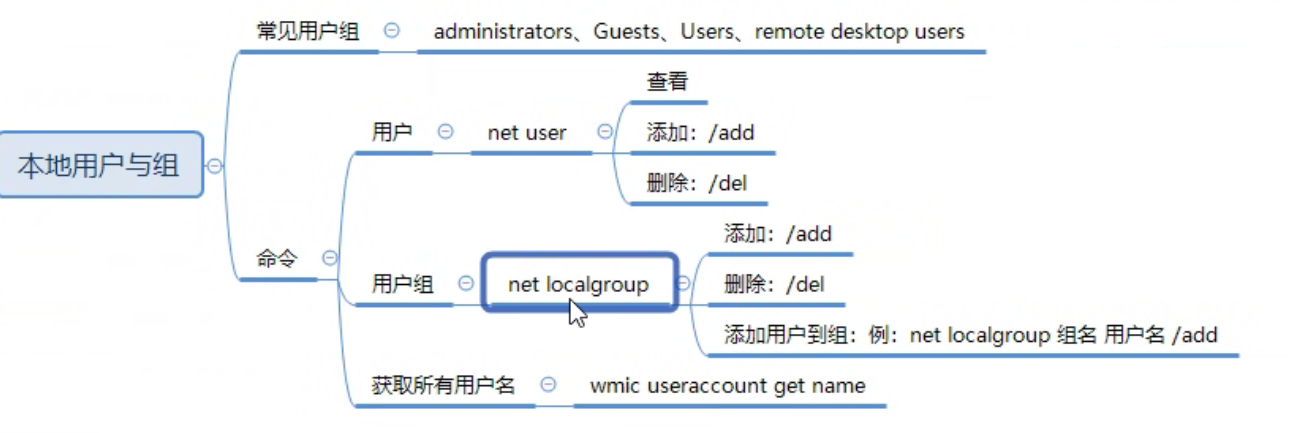 常见用户组
administrators、Guests、Users、remote desktop users
查看
用户
net user
添加：/add
本地用户与组
删除：/del
添加：/add
命令
用户组
net localgroup
删除：/del
添加用户到组：例：net localgroup 组名 用户名 /add
获取所有用户名
wmic useraccount get name